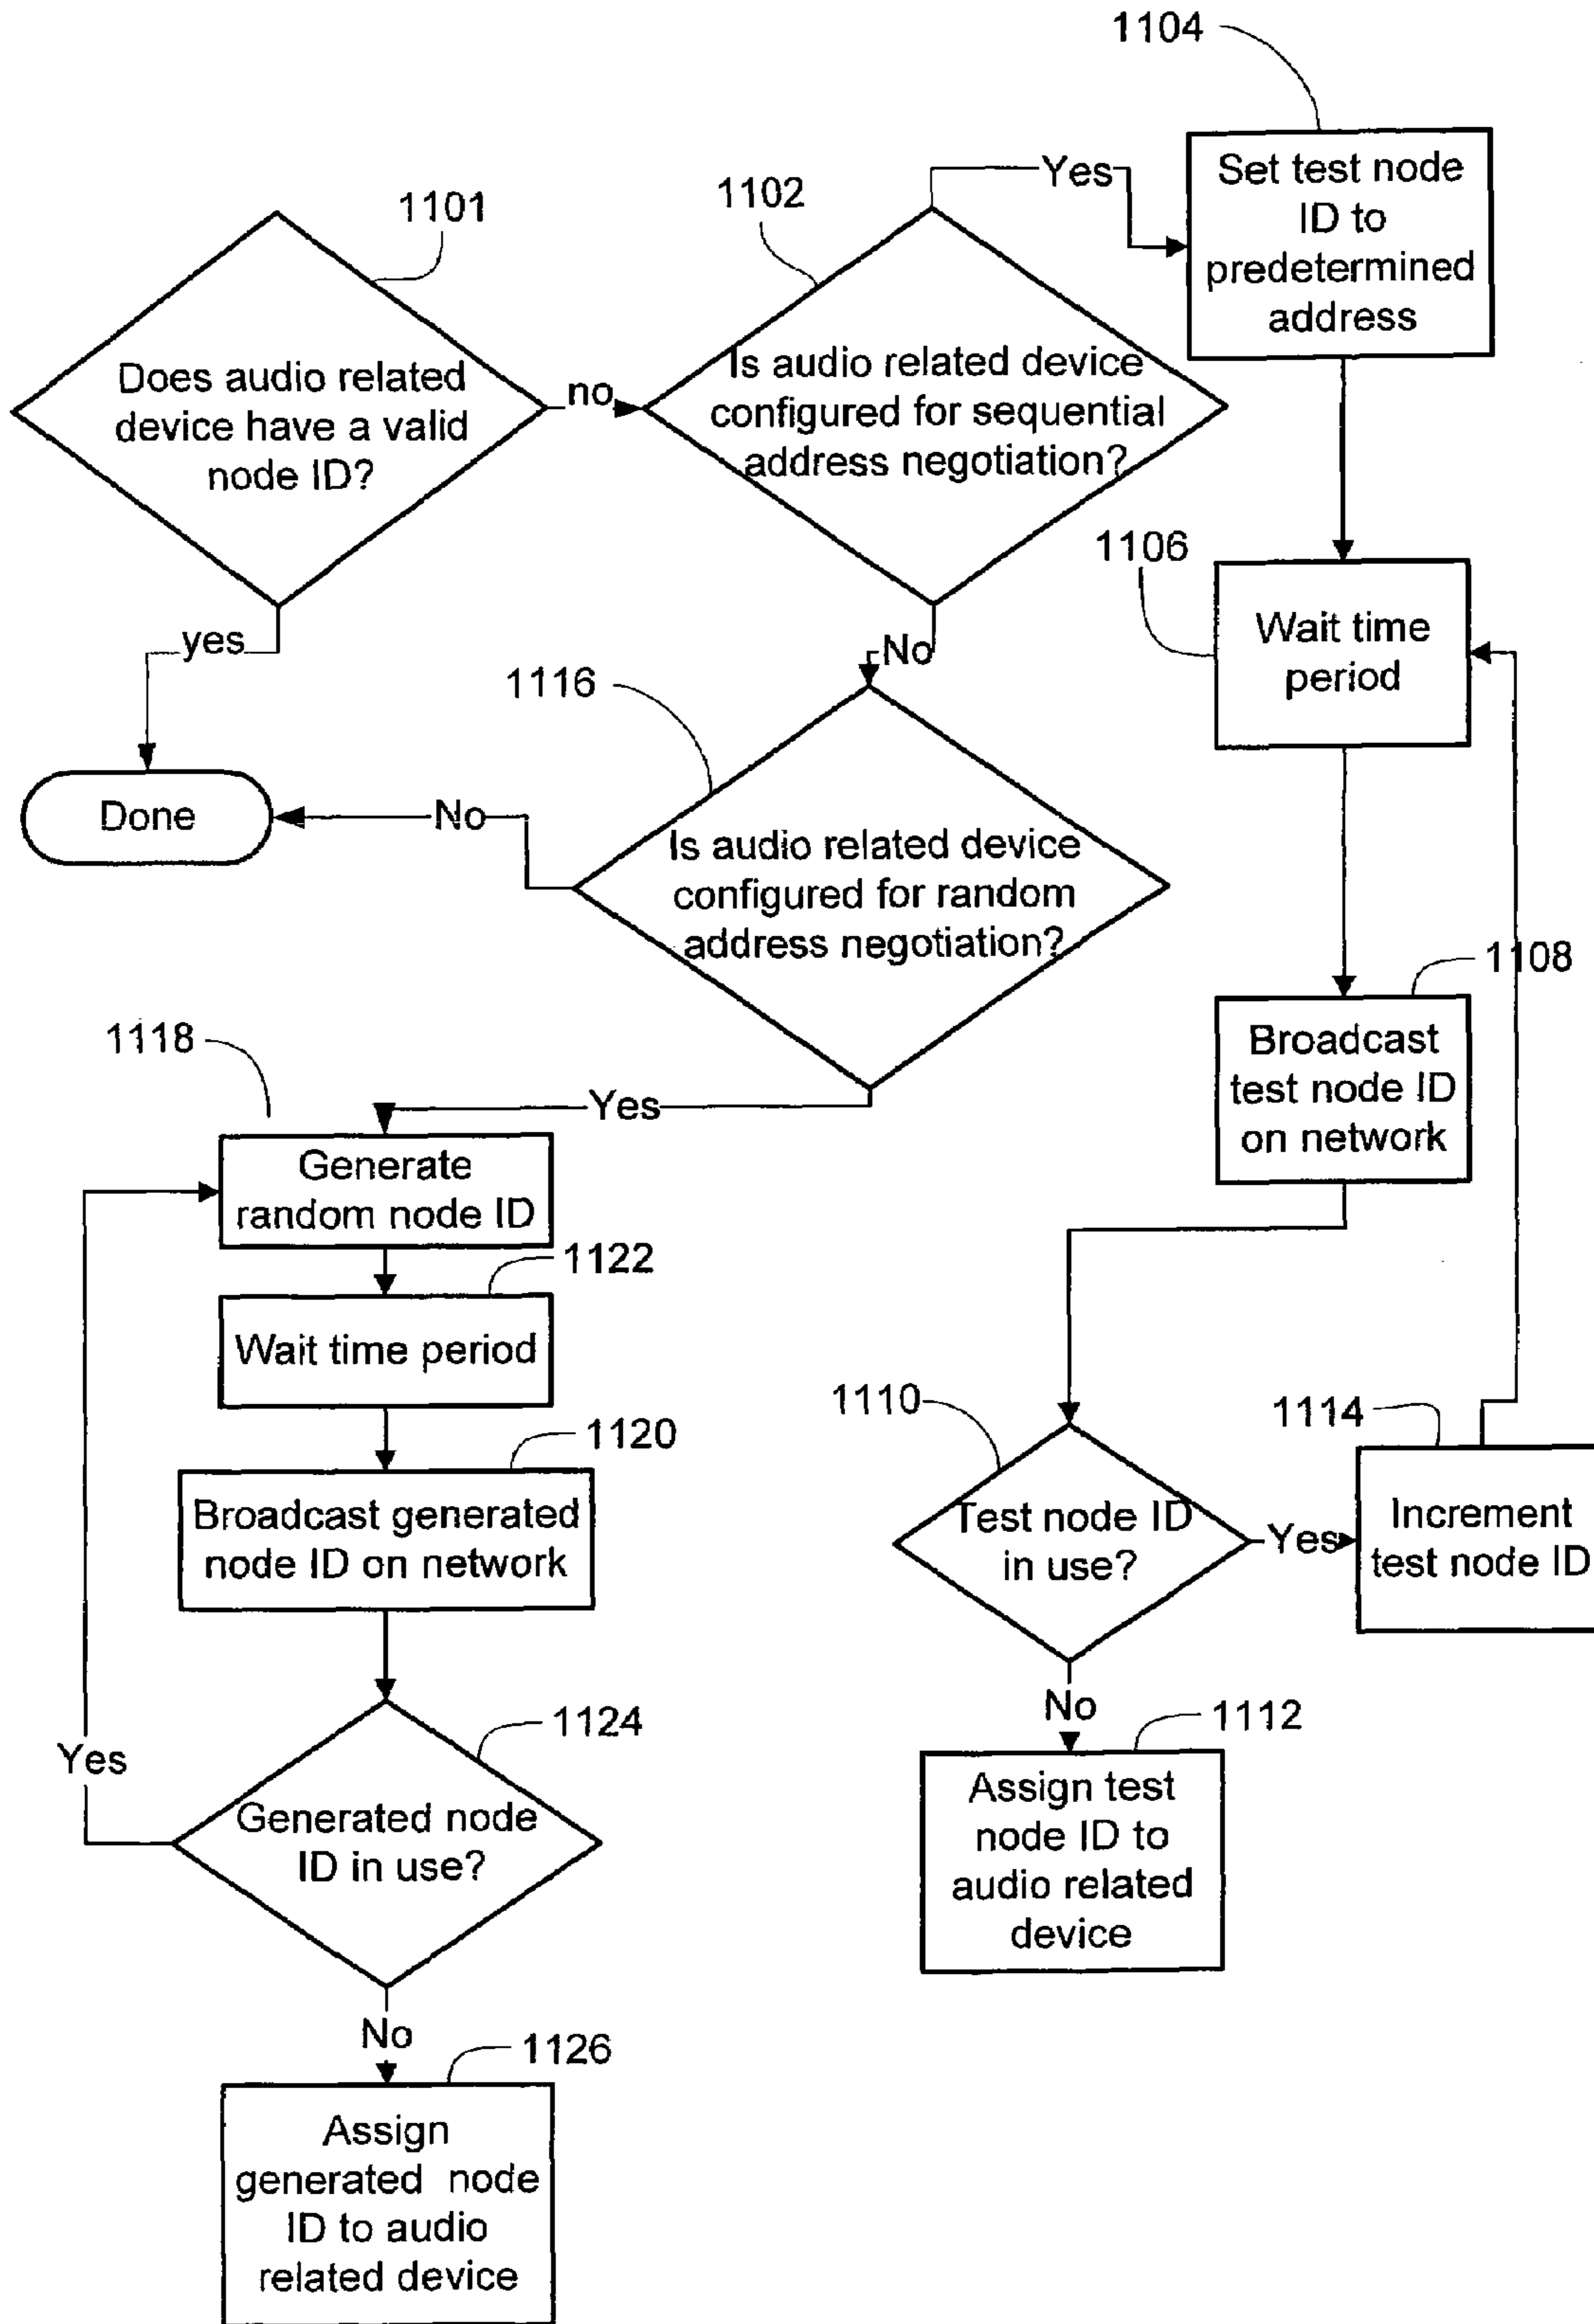 1104
Set test node
ID to
predetermined
address
Yes
1102
1101
Does audio related
device have a valid
node ID?
no
Is audio related device
configured for sequential
address negotiation?
1106
Wait time
period
yes
No
1116
Done
No
Is audio related device
configured for random
address negotiation?
1108
Broadcast
test node ID
on network
1118
Yes
Generate
random node ID
1122
Wait time period
1120
Broadcast generated
node ID on network
1110
Test node ID
in use?
Yes
1114
Increment
test node ID
No
1112
Assign test
node ID to
audio related
device
1124
Yes
Generated node
ID in use?
No
1126
Assign
generated node
ID to audio
related device